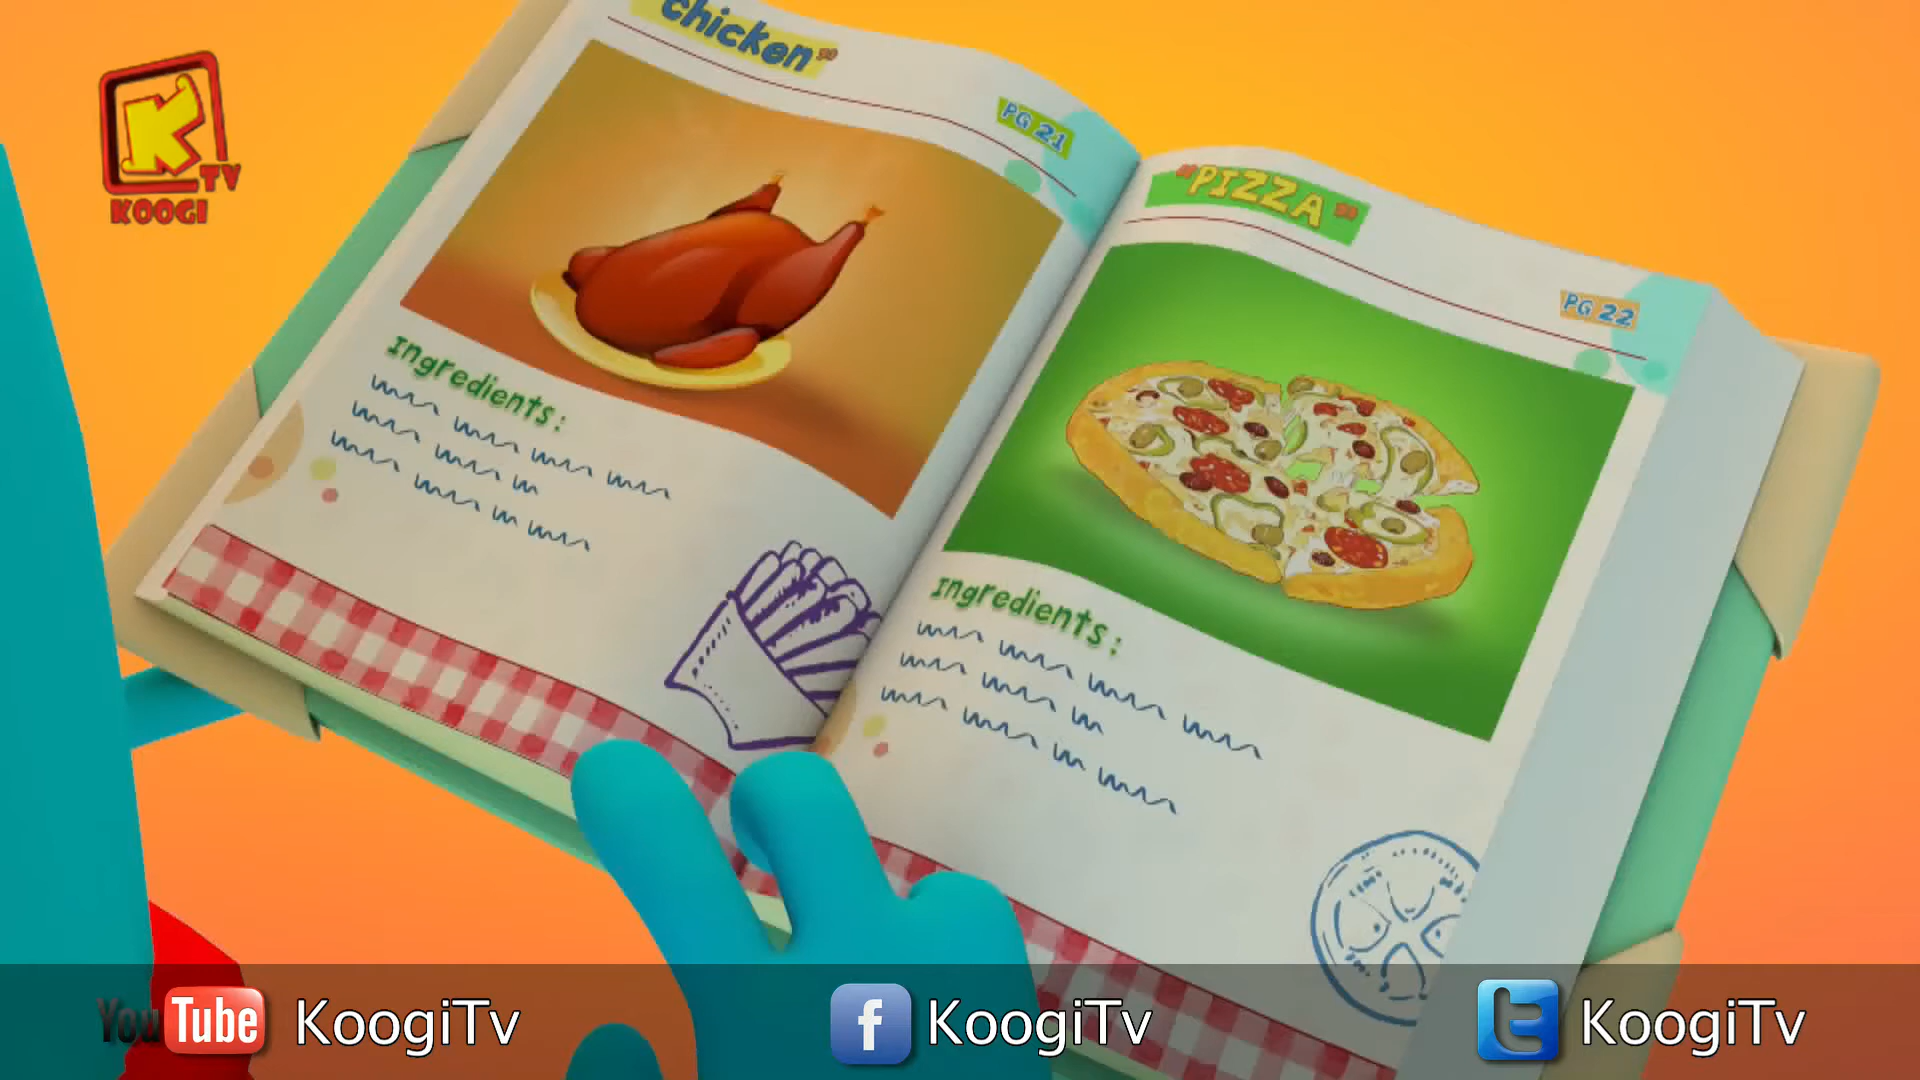 K TV
KOOGI
Chicken"
PG 21
Ingredients:
"PIZZA"
PG 22
Ingredients:
YouTube KoogiTv
f KoogiTv
t KoogiTv